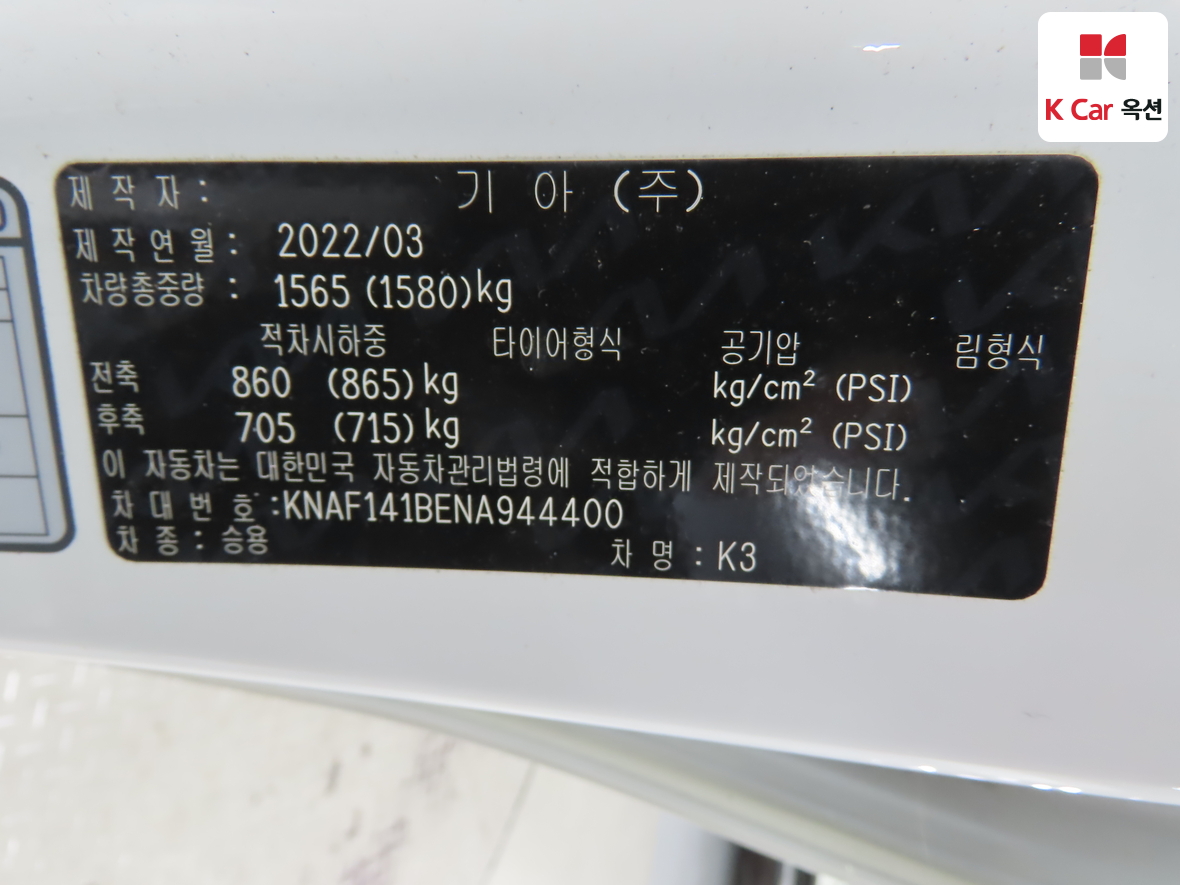 K Car 옥션
제 작 자 : 기 아 (주)
제 작 연 월 : 2022/03
차량총중량 : 1565 (1580)kg
적차시하중 타이어형식 공기압 림형식
전축 860 (865)kg kg/cm² (PSI)
후축 705 (715)kg kg/cm² (PSI)
이 자동차는 대한민국 자동차관리법령에 적합하게 제작되었습니다.
차 대 번 호 :KNAF141BENA944400
차 종 : 승용 차 명 : K3